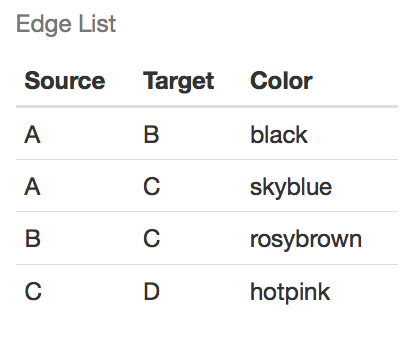 Edge List
Source Target Color
A B black
A C skyblue
B C rosybrown
C D hotpink